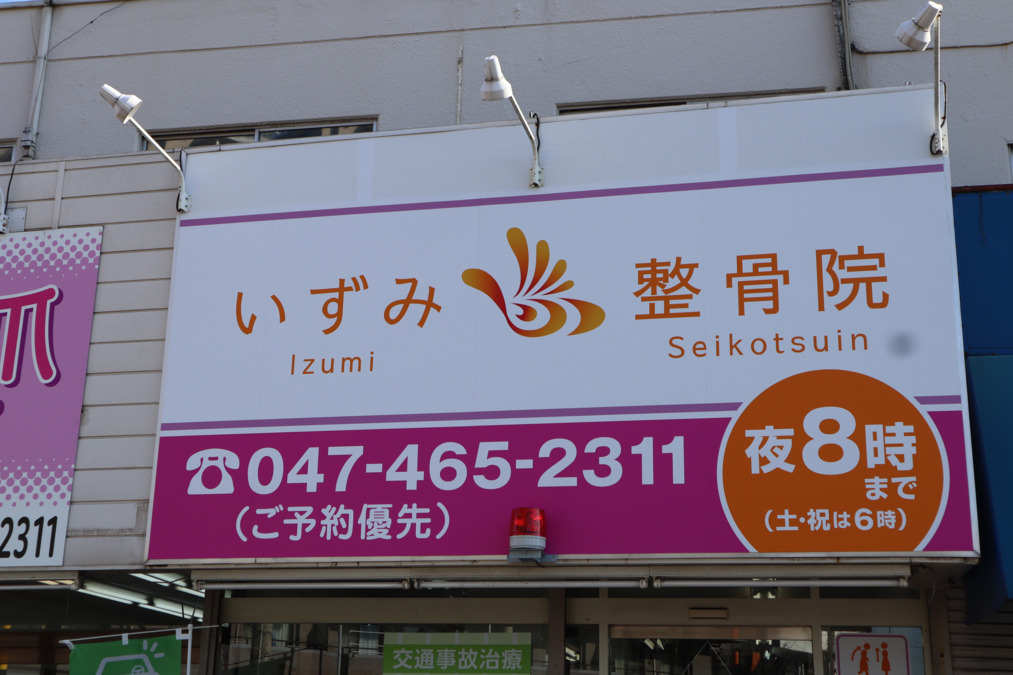 いずみ 整骨院
Izumi Seikotsuin
☎047-465-2311
(ご予約優先)
夜8時
まで
(土・祝は6時)
2311
交通事故治療